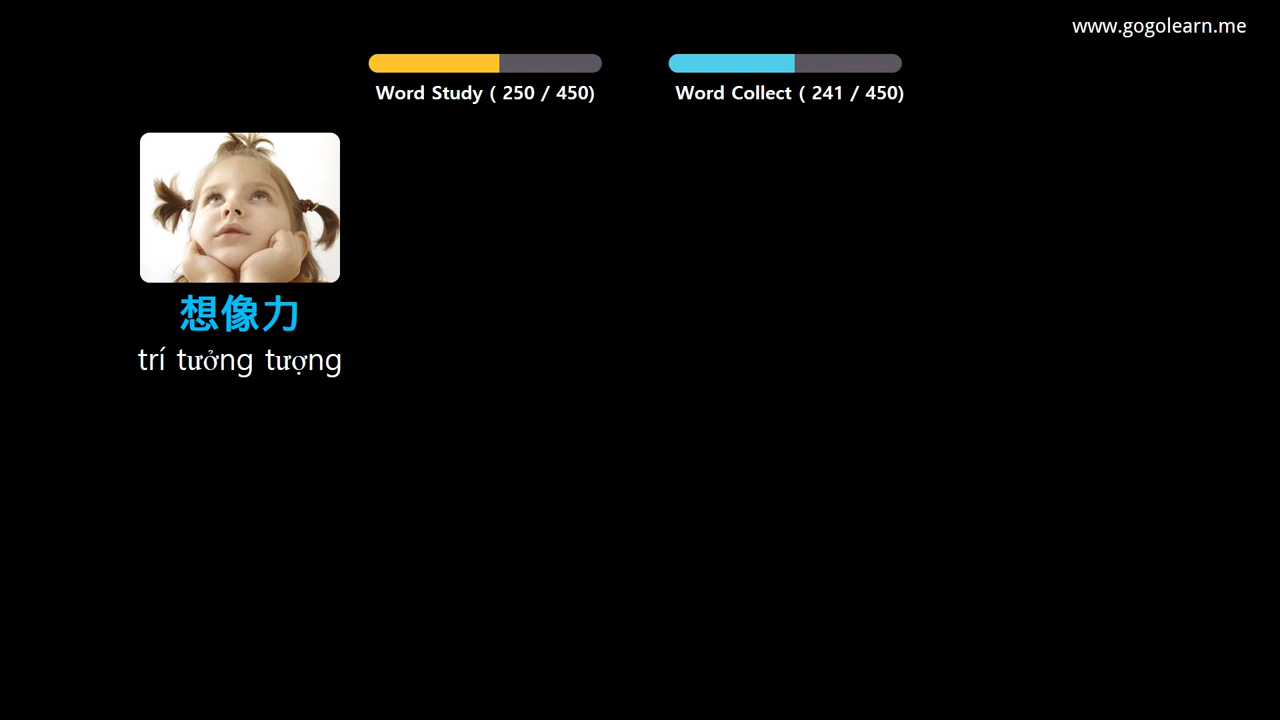 www.gogolearn.me
Word Study ( 250 / 450)
Word Collect ( 241 / 450)
想像力
trí tưởng tượng